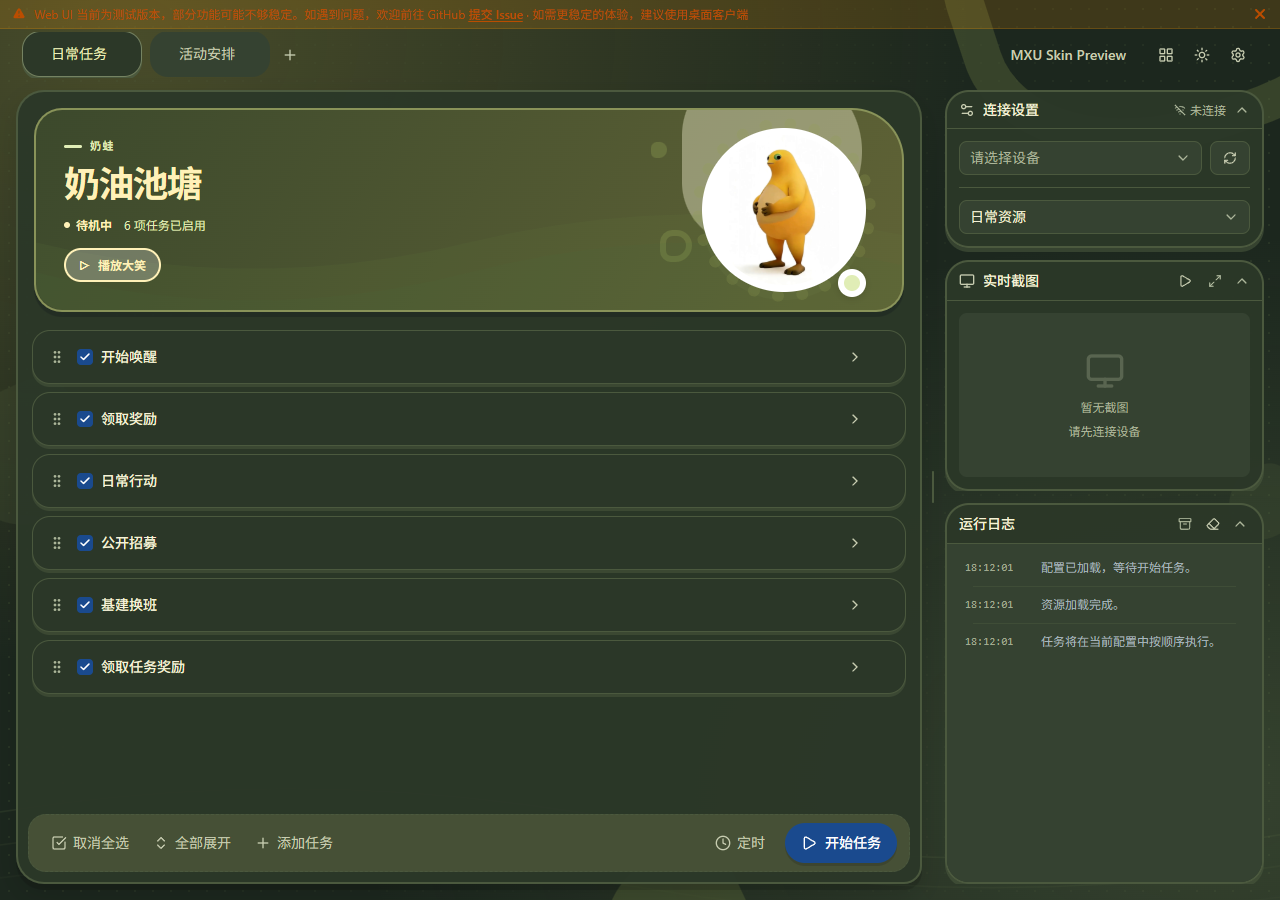 Web UI 当前为测试版本，部分功能可能不够稳定。如遇到问题，欢迎前往 GitHub 提交 Issue · 如需更稳定的体验，建议使用桌面客户端
日常任务
活动安排
MXU Skin Preview
奶蛙
奶油池塘
待机中 6 项任务已启用
播放大笑
开始唤醒
领取奖励
日常行动
公开招募
基建换班
领取任务奖励
取消全选
全部展开
添加任务
定时
开始任务
连接设置
未连接
请选择设备
日常资源
实时截图
暂无截图
请先连接设备
运行日志
18:12:01 配置已加载，等待开始任务。
18:12:01 资源加载完成。
18:12:01 任务将在当前配置中按顺序执行。